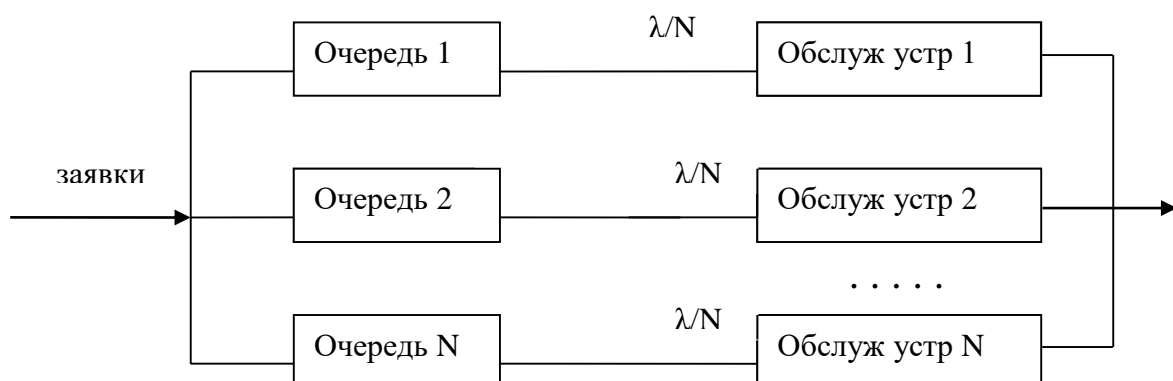 λ/N
Очередь 1
Обслуж устр 1
заявки
λ/N
Очередь 2
Обслуж устр 2
. . . . .
λ/N
Очередь N
Обслуж устр N